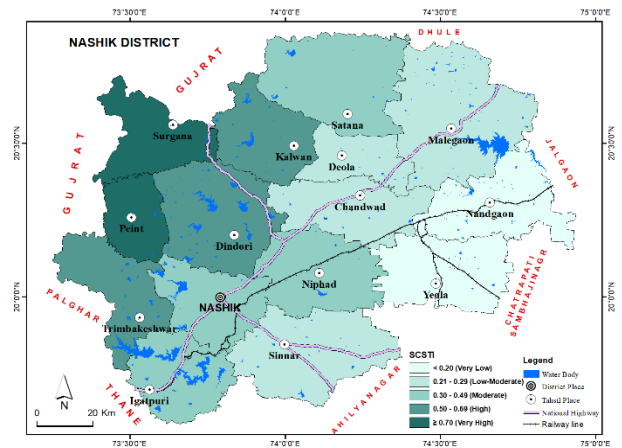 73°30'0"E
74°0'0"E
74°30'0"E
75°0'0"E
NASHIK DISTRICT
GUJRAT
DHULE
Surgana
Satana
Malegaon
20°30'0"N
20°30'0"N
Kalwan
Deola
JALGAON
GUJRAT
Chandwad
Nandgaon
Peint
Dindori
Niphad
Yeola
CHATRAPATI
SAMBHAJINAGR
20°0'0"N
20°0'0"N
NASHIK
PALGHAR
Trimbakeshwar
Sinnar
Igatpuri
THANE
AHILYANAGAR
SCSTI
< 0.20 (Very Low)
0.21 - 0.29 (Low-Moderate)
0.30 - 0.49 (Moderate)
0.50 - 0.69 (High)
≥ 0.70 (Very High)
Legend
Water Body
District Place
Tahsil Place
National Highway
Railway line
N
0 20 Km
73°30'0"E
74°0'0"E
74°30'0"E
75°0'0"E